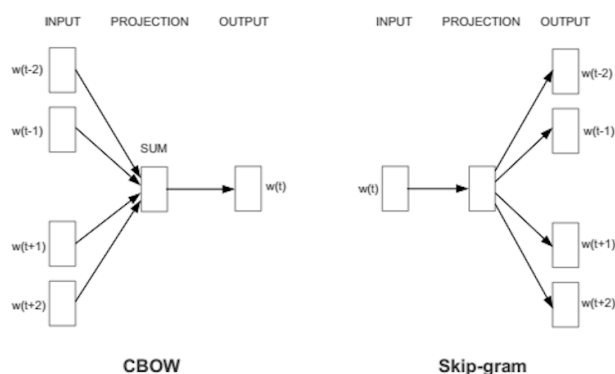 INPUT PROJECTION OUTPUT
w(t-2)
w(t-1)
SUM
w(t)
w(t+1)
w(t+2)
CBOW
INPUT PROJECTION OUTPUT
w(t-2)
w(t-1)
w(t)
w(t+1)
w(t+2)
Skip-gram